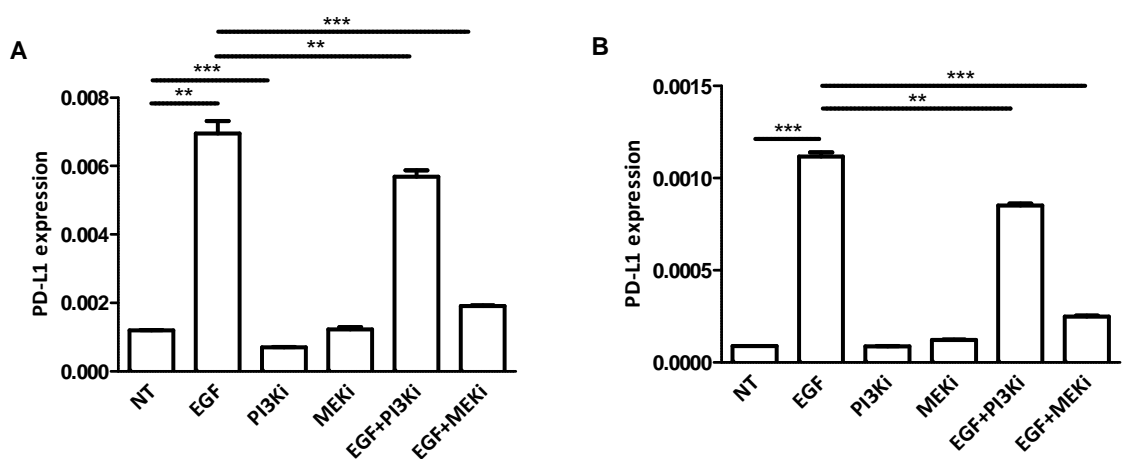 A
***
**
***
**
0.008
0.006
0.004
0.002
0.000
PD-L1 expression
NT
EGF
PI3Ki
MEKi
EGF+PI3Ki
EGF+MEKi
B
***
**
***
0.0015
0.0010
0.0005
0.0000
PD-L1 expression
NT
EGF
PI3Ki
MEKi
EGF+PI3Ki
EGF+MEKi